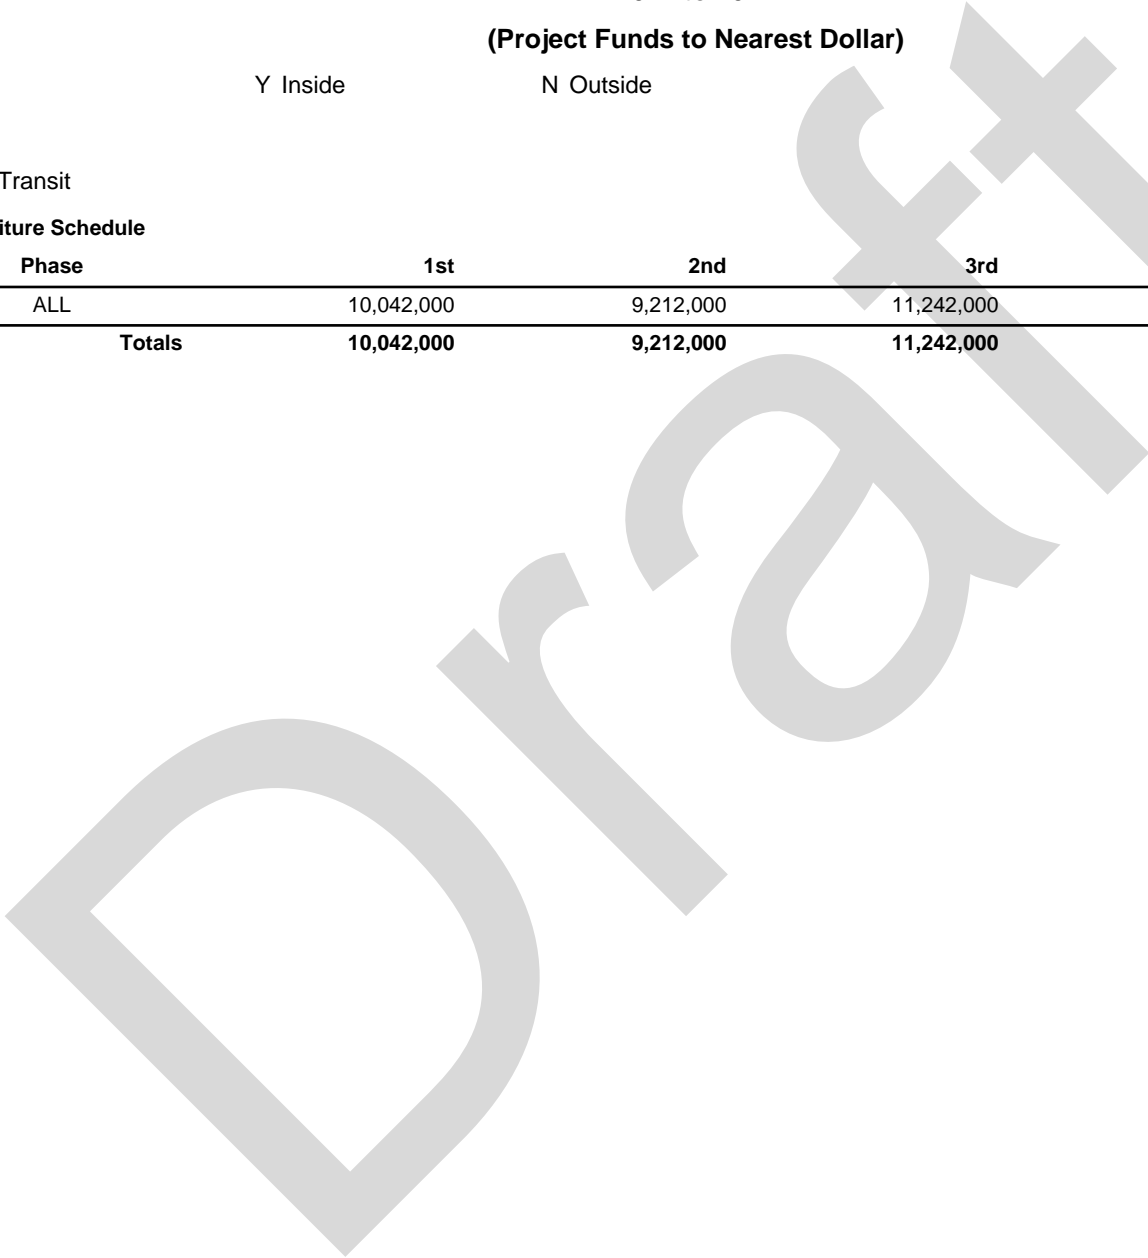 (Project Funds to Nearest Dollar)
Y Inside N Outside
Transit
iture Schedule
Phase 1st 2nd 3rd
ALL 10,042,000 9,212,000 11,242,000
Totals 10,042,000 9,212,000 11,242,000
Draft